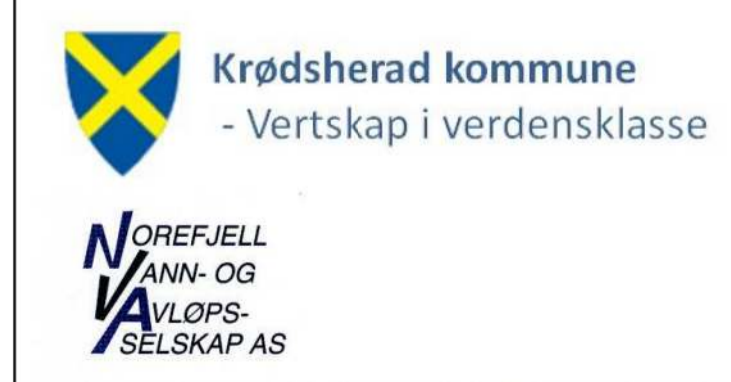 Krødsherad kommune
- Vertskap i verdensklasse
NOREFJELL
VANN- OG
AVLØPS-
SELSKAP AS